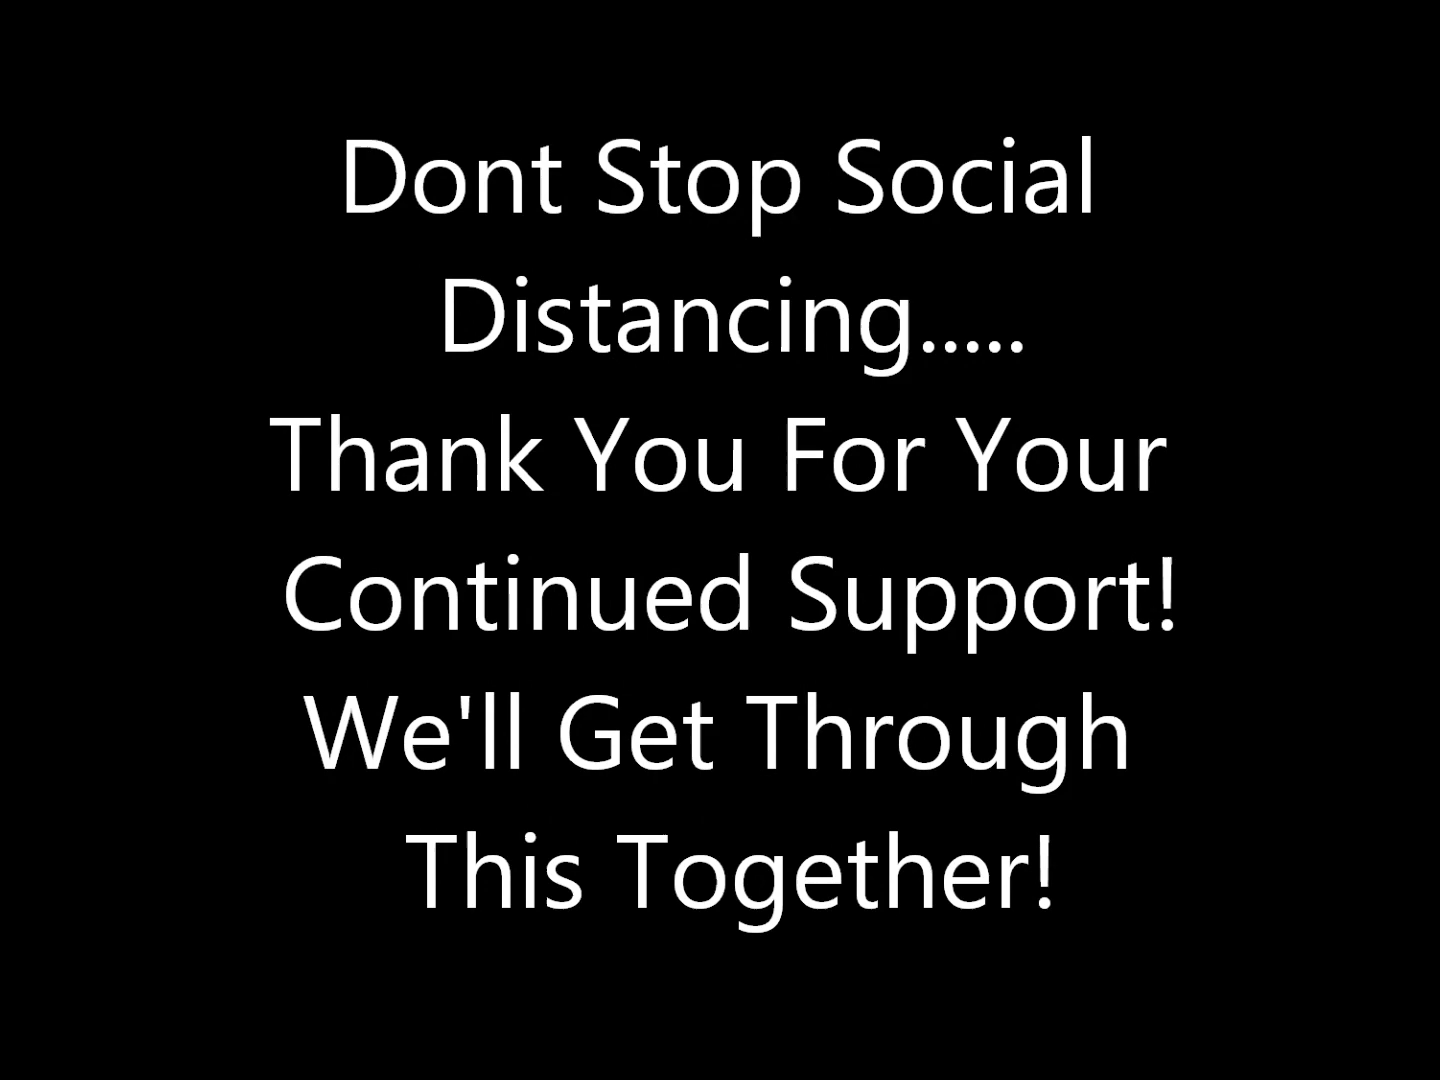 Dont Stop Social
Distancing.....
Thank You For Your
Continued Support!
We'll Get Through
This Together!